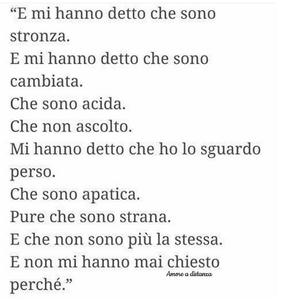 “E mi hanno detto che sono
stronza.
E mi hanno detto che sono
cambiata.
Che sono acida.
Che non ascolto.
Mi hanno detto che ho lo sguardo
perso.
Che sono apatica.
Pure che sono strana.
E che non sono più la stessa.
E non mi hanno mai chiesto
Amore a distanza
perché.”